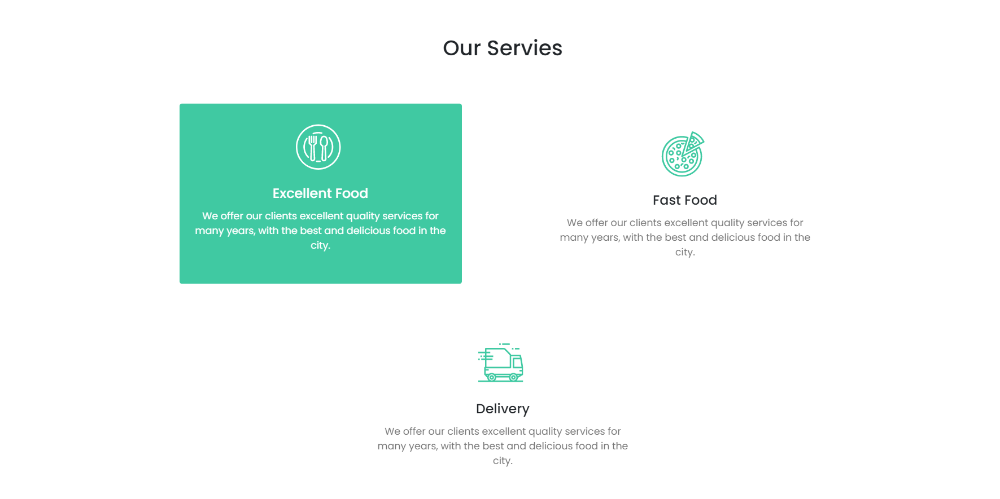 Our Servies
Excellent Food
We offer our clients excellent quality services for
many years, with the best and delicious food in the
city.
Fast Food
We offer our clients excellent quality services for
many years, with the best and delicious food in the
city.
Delivery
We offer our clients excellent quality services for
many years, with the best and delicious food in the
city.